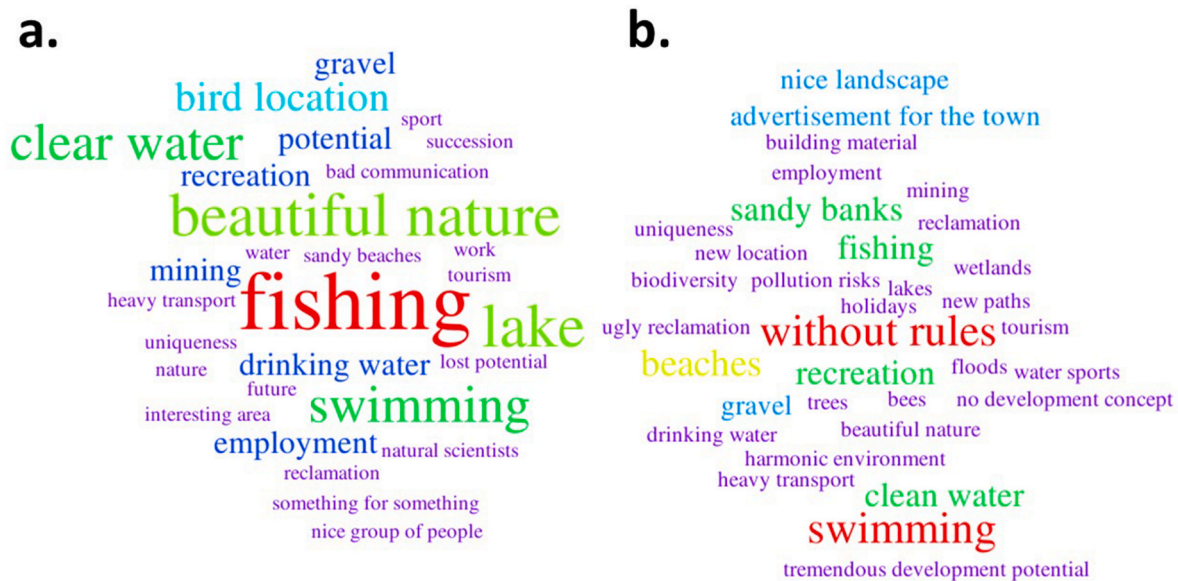 a.
gravel
bird location
sport
clear water
potential
succession
recreation
bad communication
beautiful nature
water
sandy beaches
work
mining
tourism
heavy transport
fishing
lake
uniqueness
nature
drinking water
lost potential
future
interesting area
swimming
employment
natural scientists
reclamation
something for something
nice group of people
b.
nice landscape
advertisement for the town
building material
employment
mining
sandy banks
reclamation
uniqueness
new location
fishing
wetlands
biodiversity
pollution risks
lakes
holidays
new paths
ugly reclamation
without rules
tourism
beaches
recreation
floods
water sports
gravel
trees
bees
no development concept
drinking water
beautiful nature
harmonic environment
heavy transport
clean water
swimming
tremendous development potential